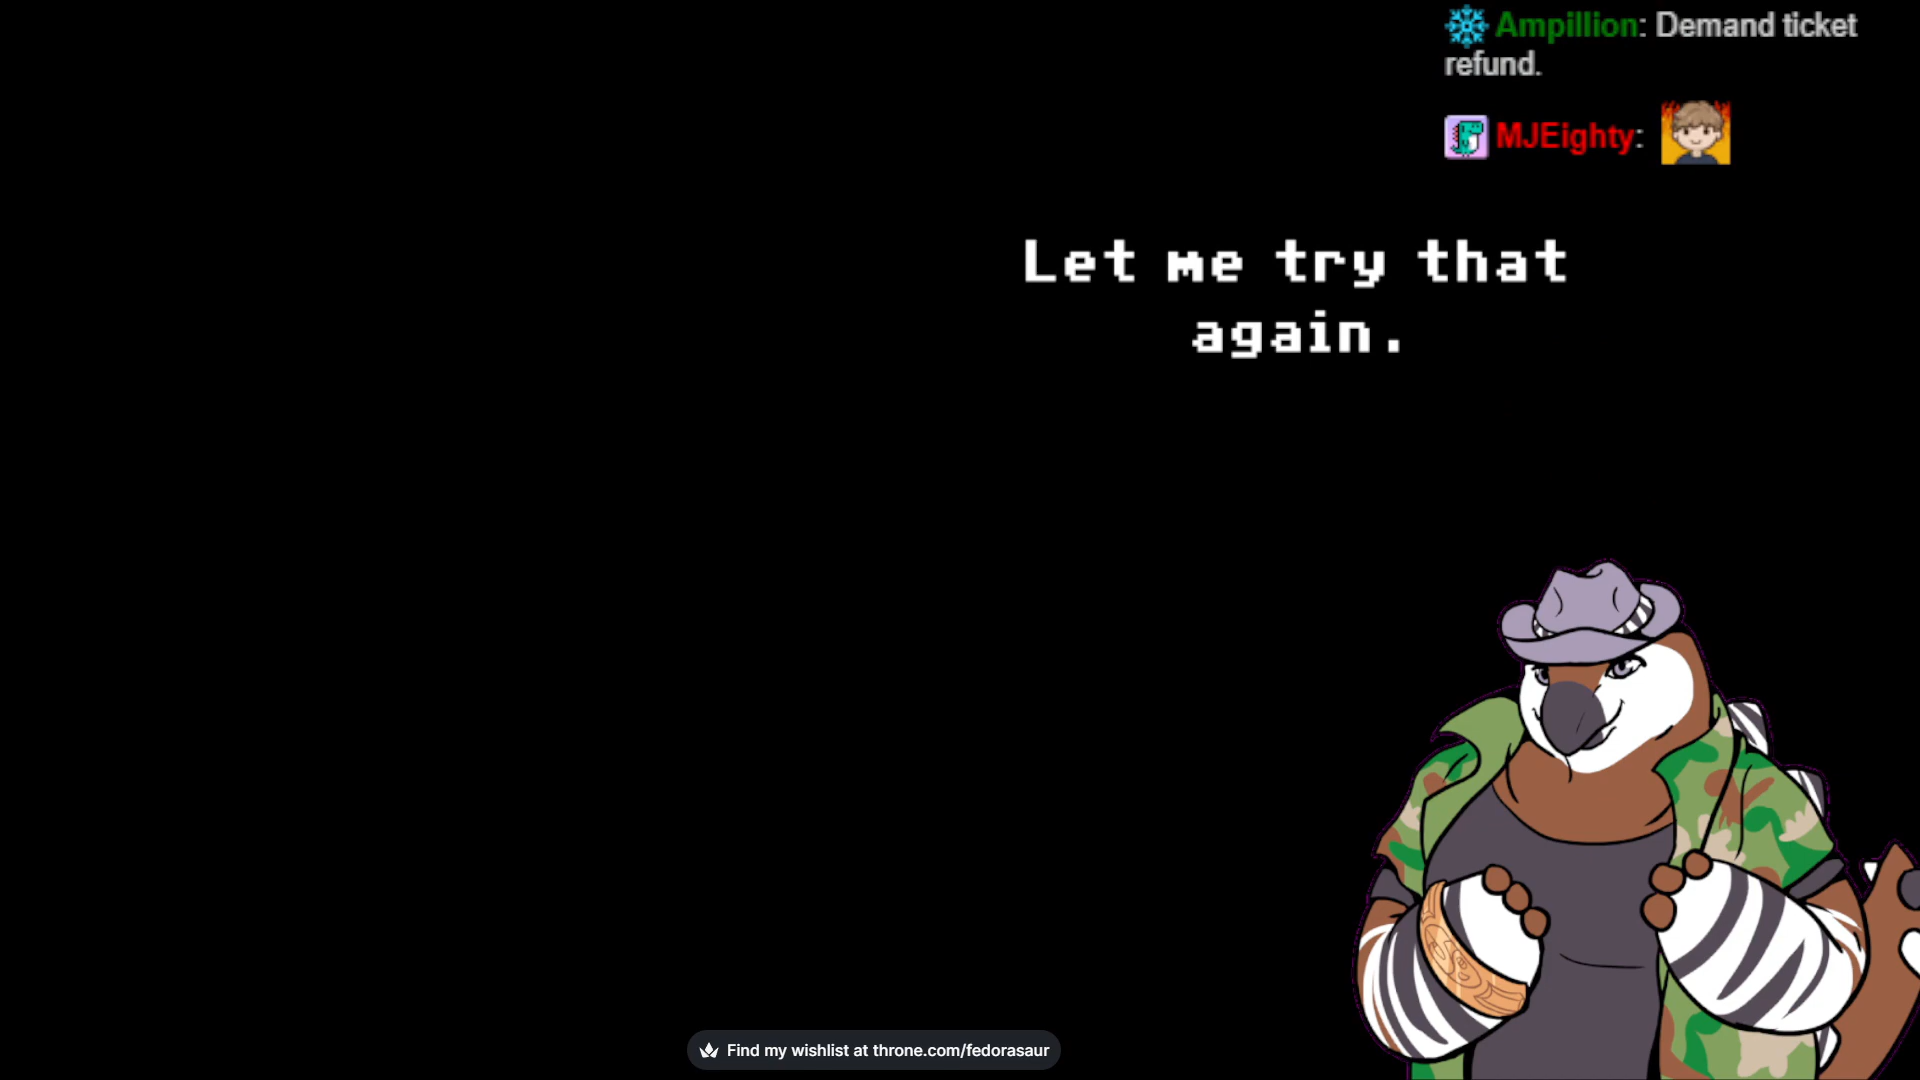 Ampillion: Demand ticket
refund.
MJEighty:
Let me try that
again.
Find my wishlist at throne.com/fedorasaur